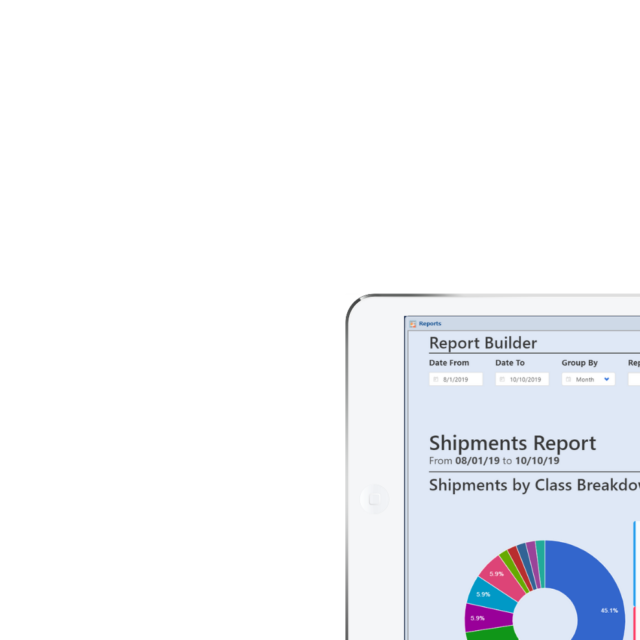 Reports
Report Builder
Date From Date To Group By Rep
8/1/2019 10/10/2019 Month
Shipments Report
From 08/01/19 to 10/10/19
Shipments by Class Breakdo
5.9%
5.9%
5.9%
45.1%